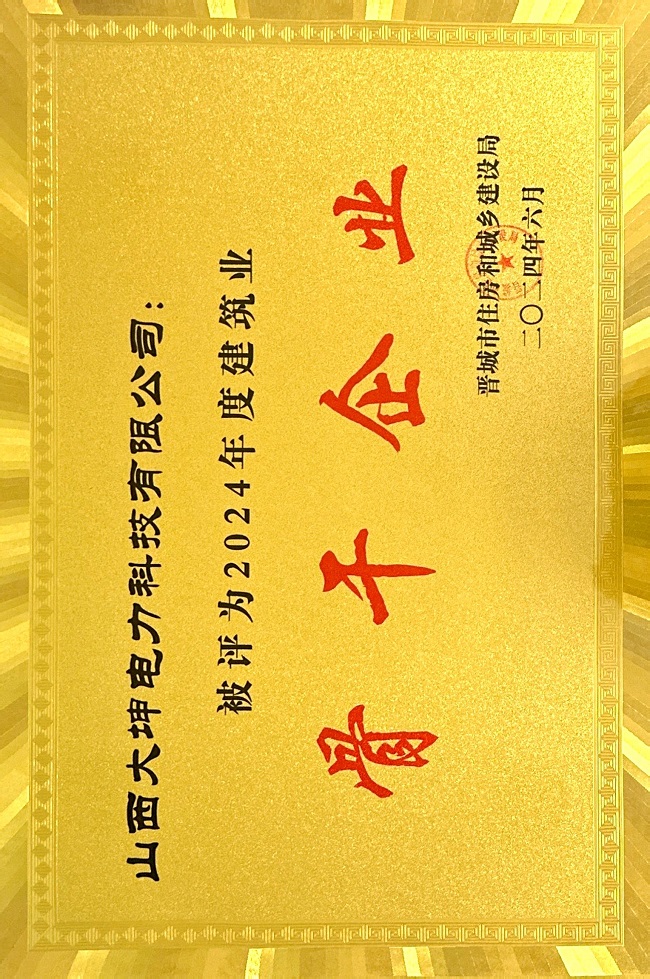 山西大坤电力科技有限公司：
被评为2024年度建筑业
骨干企业
晋城市住房和城乡建设局
二〇二四年六月